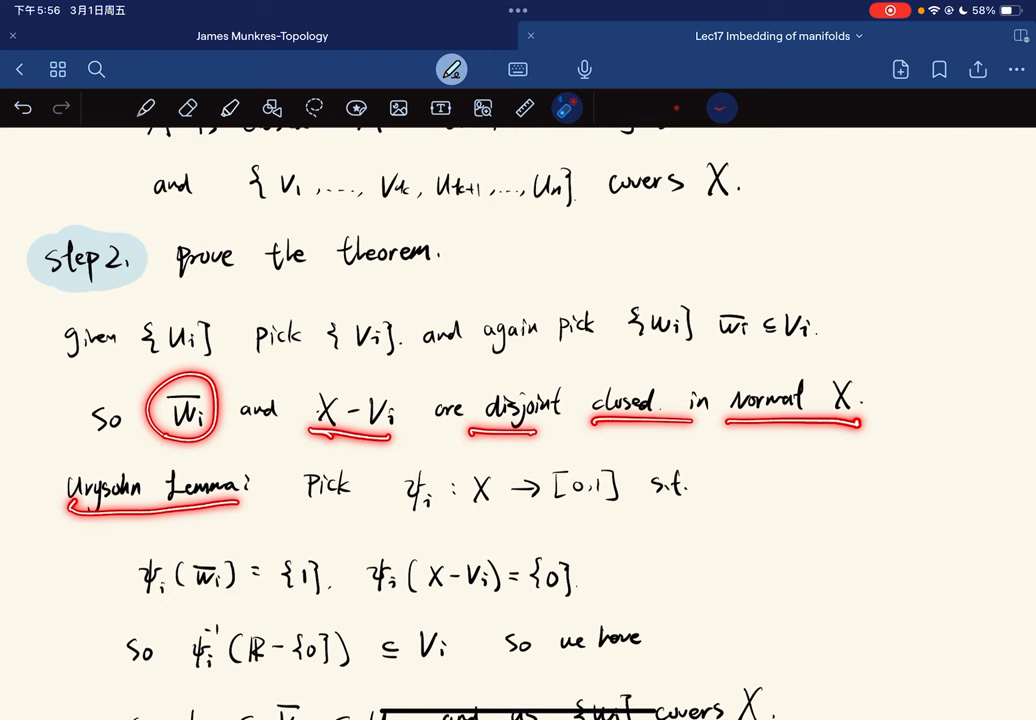 下午5:56 3月1日周五
58%
James Munkres-Topology
Lec17 Imbedding of manifolds
and { V1 ,...., Vk, Uk+1 ,..., Un} covers X.
step 2. prove the theorem.
given {Ui} pick {Vi}. and again pick {Wi} W̅i ⊆ Vi.
So W̅i and X - Vi are disjoint closed in normal X.
Urysohn Lemma: Pick ψi : X → [0,1] s.t.
ψi (W̅i) = {1}, ψi (X - Vi) = {0}.
So ψi⁻¹ (ℝ - {0}) ⊆ Vi so we have
and covers X.